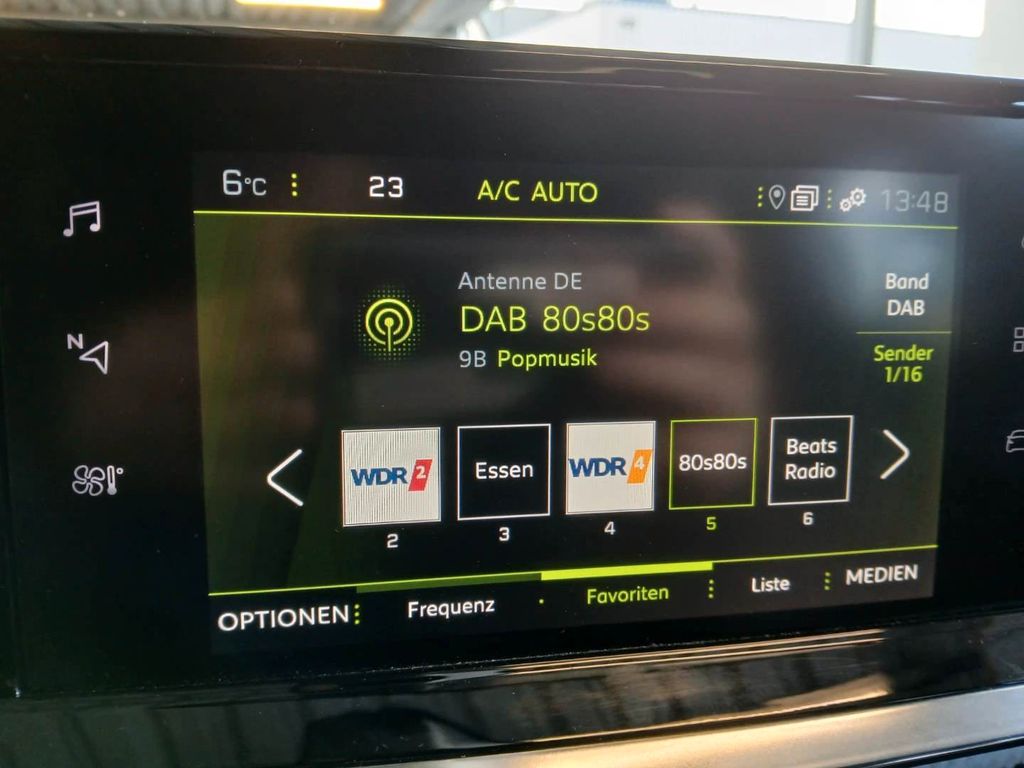 6°C
23
A/C AUTO
13:48
Antenne DE
DAB 80s80s
9B Popmusik
Band
DAB
Sender
1/16
N
WDR 2
Essen
WDR 4
80s80s
Beats
Radio
2
3
4
5
6
OPTIONEN
Frequenz
Favoriten
Liste
MEDIEN